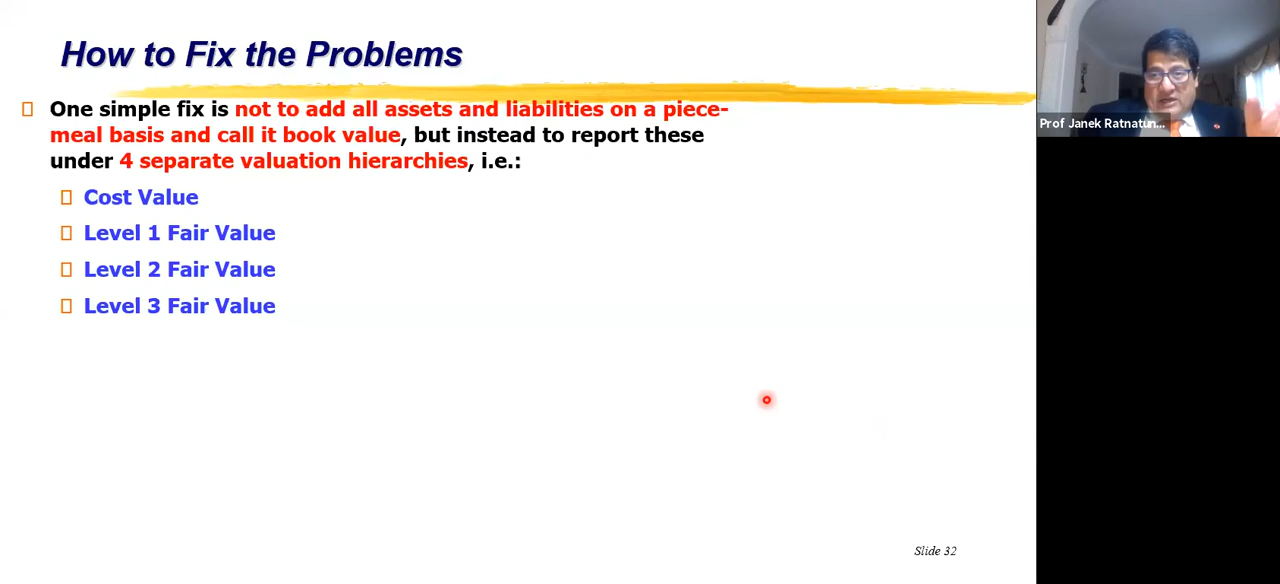 How to Fix the Problems
One simple fix is not to add all assets and liabilities on a piece-
meal basis and call it book value, but instead to report these
under 4 separate valuation hierarchies, i.e.:
Cost Value
Level 1 Fair Value
Level 2 Fair Value
Level 3 Fair Value
Prof Janek Ratnatun...
Slide 32